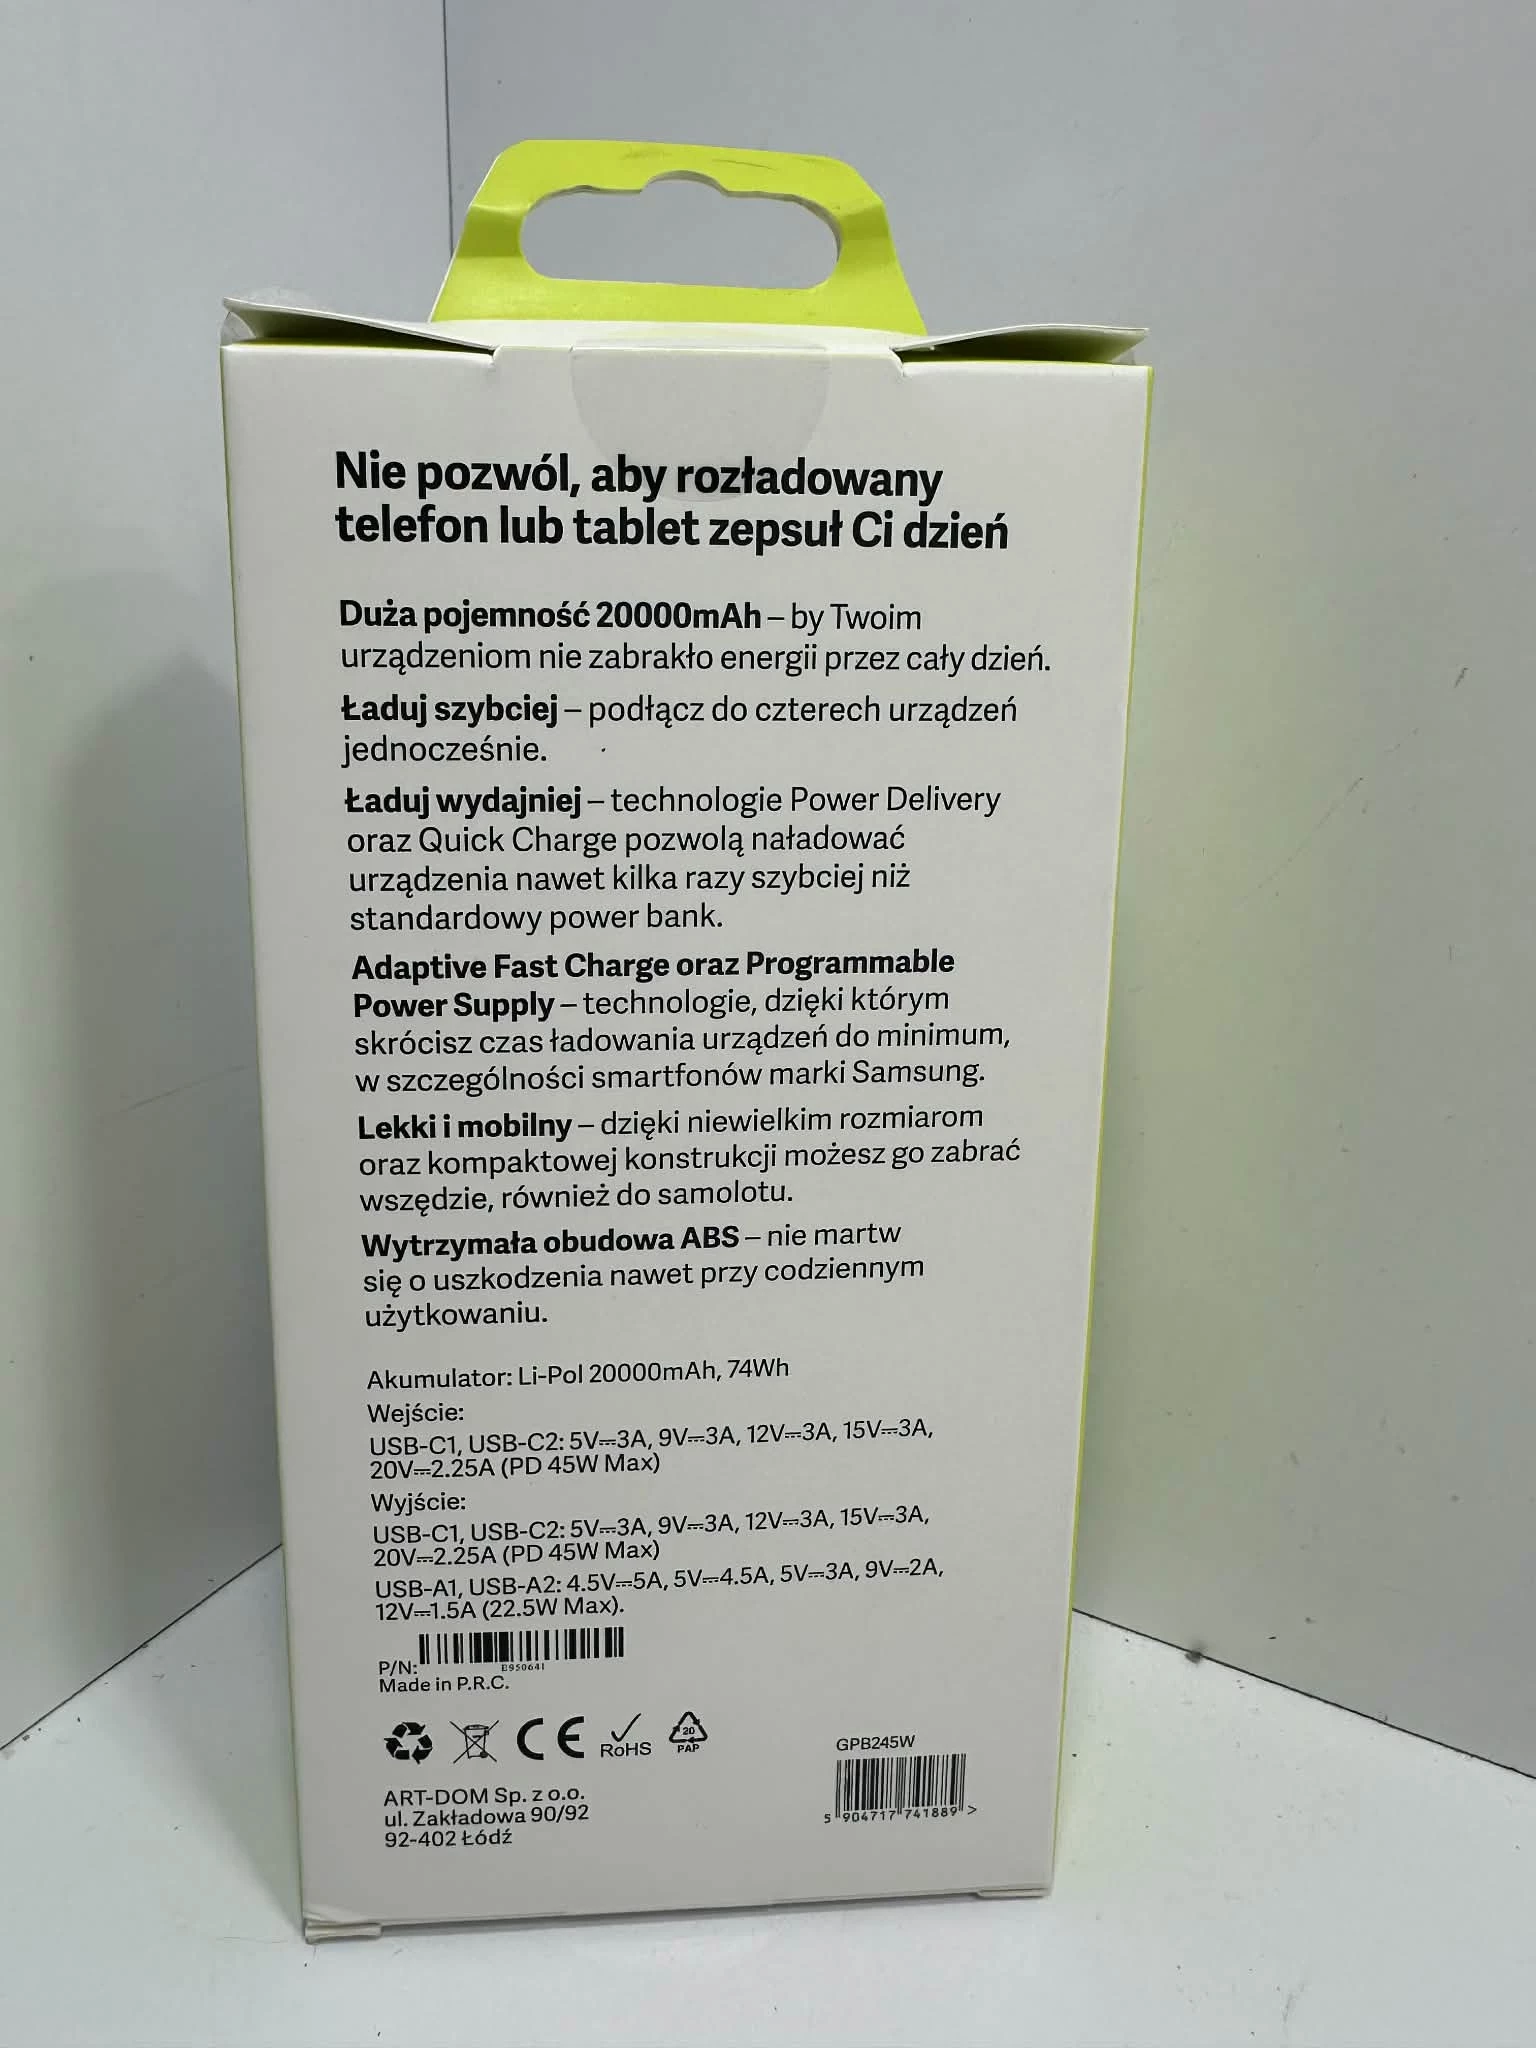 Nie pozwól, aby rozładowany
telefon lub tablet zepsuł Ci dzień
Duża pojemność 20000mAh – by Twoim
urządzeniom nie zabrakło energii przez cały dzień.
Ładuj szybciej – podłącz do czterech urządzeń
jednocześnie.
Ładuj wydajniej – technologie Power Delivery
oraz Quick Charge pozwolą naładować
urządzenia nawet kilka razy szybciej niż
standardowy power bank.
Adaptive Fast Charge oraz Programmable
Power Supply – technologie, dzięki którym
skrócisz czas ładowania urządzeń do minimum,
w szczególności smartfonów marki Samsung.
Lekki i mobilny – dzięki niewielkim rozmiarom
oraz kompaktowej konstrukcji możesz go zabrać
wszędzie, również do samolotu.
Wytrzymała obudowa ABS – nie martw
się o uszkodzenia nawet przy codziennym
użytkowaniu.
Akumulator: Li-Pol 20000mAh, 74Wh
Wejście:
USB-C1, USB-C2: 5V⎓3A, 9V⎓3A, 12V⎓3A, 15V⎓3A,
20V⎓2.25A (PD 45W Max)
Wyjście:
USB-C1, USB-C2: 5V⎓3A, 9V⎓3A, 12V⎓3A, 15V⎓3A,
20V⎓2.25A (PD 45W Max)
USB-A1, USB-A2: 4.5V⎓5A, 5V⎓4.5A, 5V⎓3A, 9V⎓2A,
12V⎓1.5A (22.5W Max).
P/N:
E950641
Made in P.R.C.
CE RoHS 20 PAP
ART-DOM Sp. z o.o.
ul. Zakładowa 90/92
92-402 Łódź
GPB245W
5 904717 741889 >